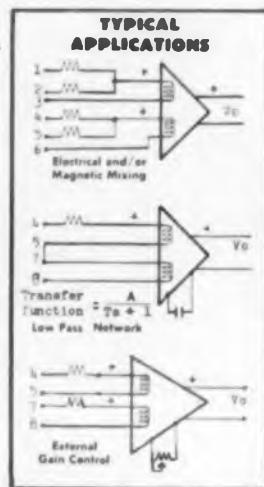 TYPICAL
APPLICATIONS
1
2
3
4
5
6
+
+
+
Electrical and/or
Magnetic Mixing
4
5
7
8
+
+
Vo
Transfer
function = A / Ts + 1
Low Pass Network
4
5
7
8
+
+
+
Vo
External
Gain Control